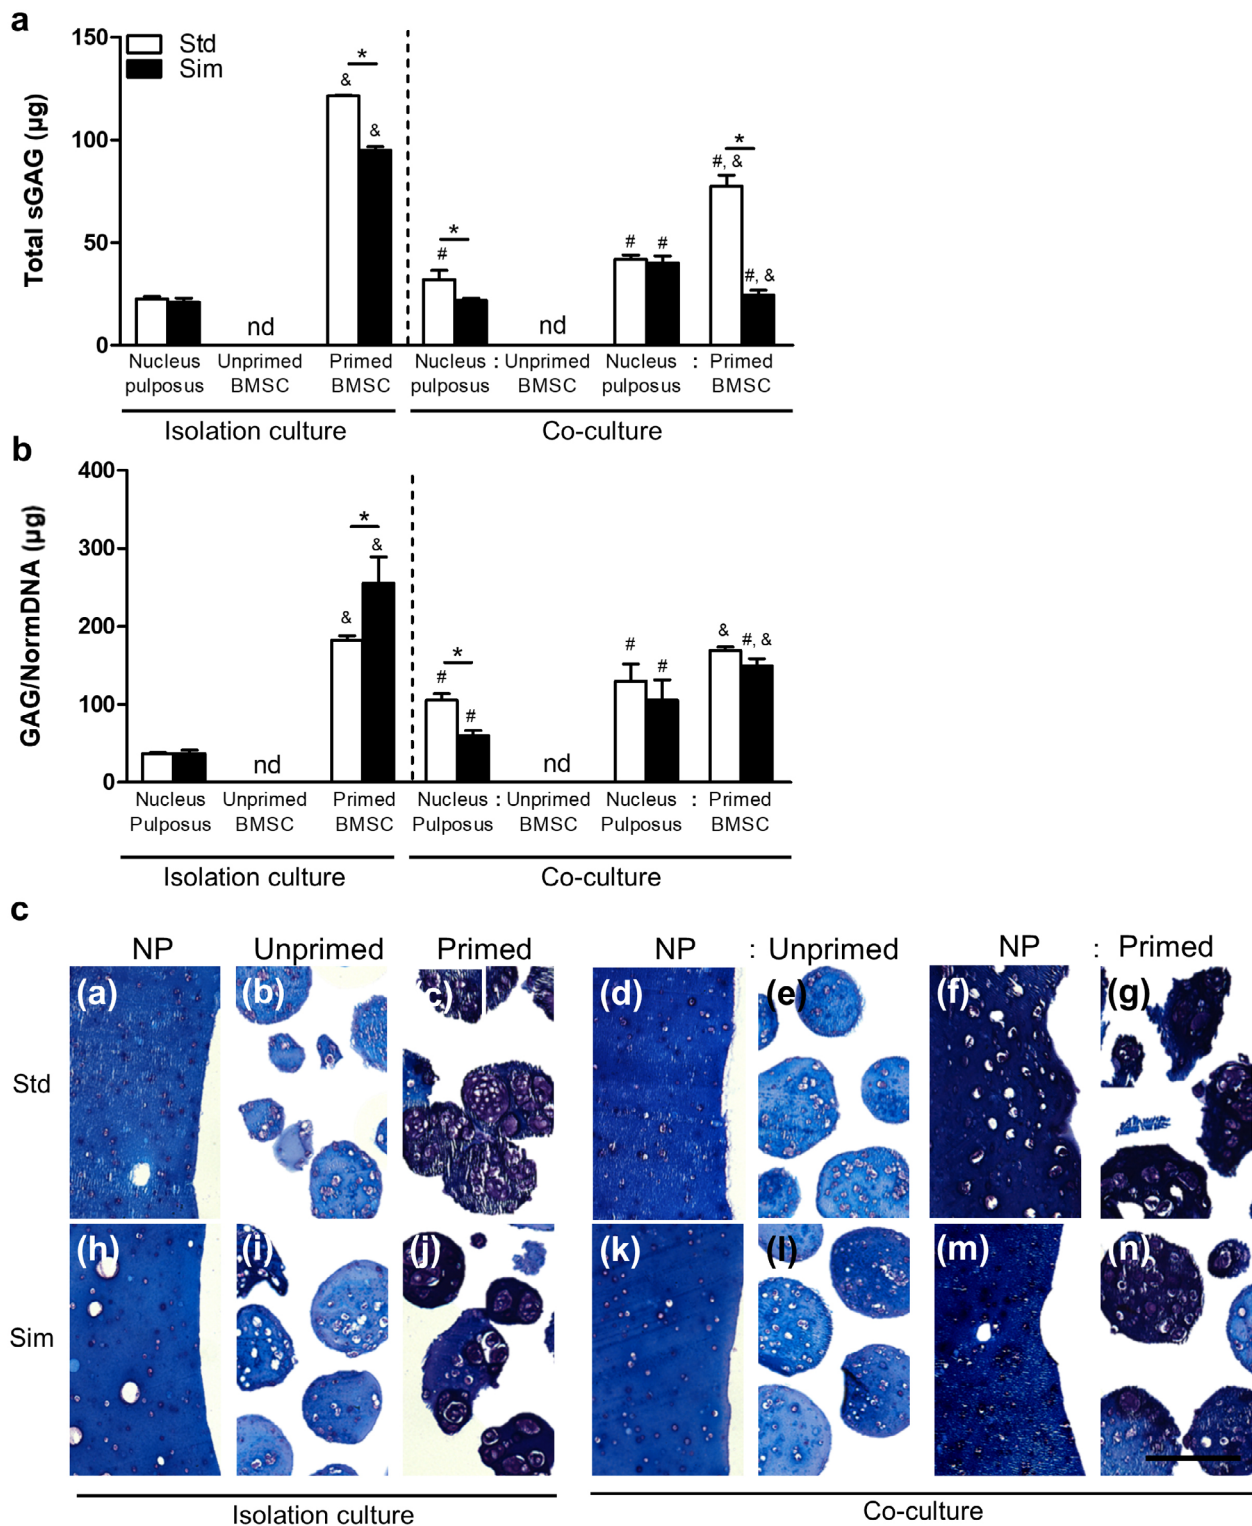 a
150
100
50
0
Total sGAG (µg)
Std
Sim
*
&
&
*
#
# #
*
#, &
#, &
nd
nd
Nucleus Unprimed Primed Nucleus : Unprimed Nucleus : Primed
pulposus BMSC BMSC pulposus BMSC pulposus BMSC
Isolation culture Co-culture
b
400
300
200
100
0
GAG/NormDNA (µg)
*
&
&
*
#
#
#
#
&
#, &
nd
nd
Nucleus Unprimed Primed Nucleus : Unprimed Nucleus : Primed
Pulposus BMSC BMSC Pulposus BMSC Pulposus BMSC
Isolation culture Co-culture
c
NP Unprimed Primed NP : Unprimed NP : Primed
Std
(a) (b) (c) (d) (e) (f) (g)
Sim
(h) (i) (j) (k) (l) (m) (n)
Isolation culture Co-culture